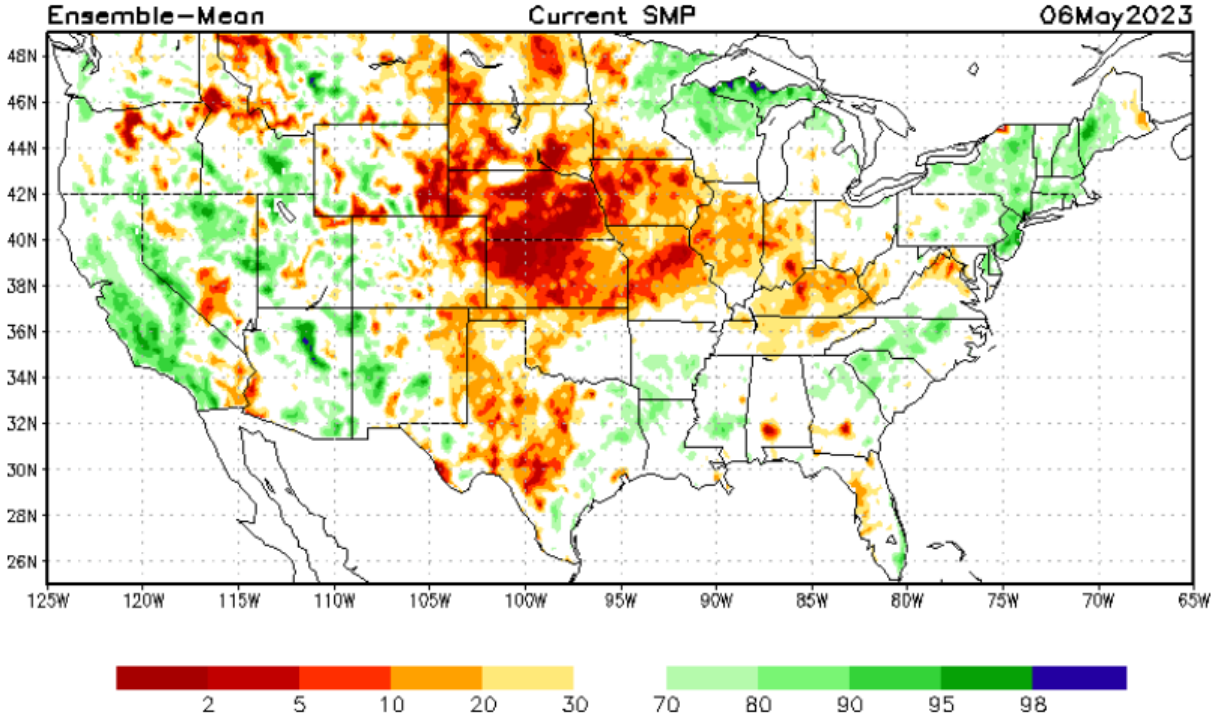 Ensemble-Mean Current SMP 06May2023
48N
46N
44N
42N
40N
38N
36N
34N
32N
30N
28N
26N
125W 120W 115W 110W 105W 100W 95W 90W 85W 80W 75W 70W 65W
2 5 10 20 30 70 80 90 95 98